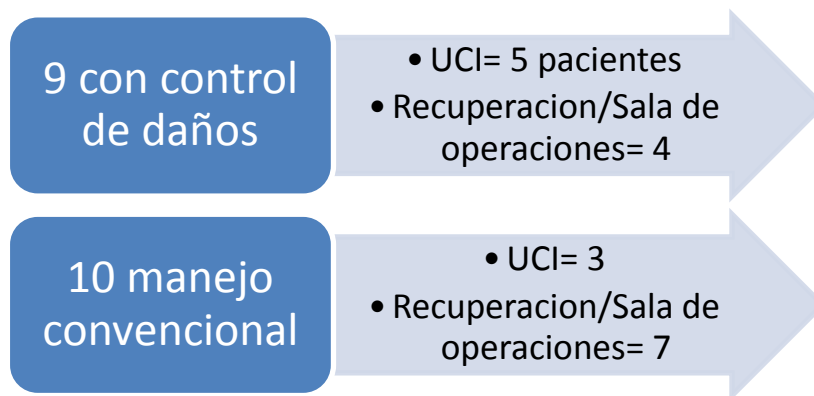 9 con control
de daños
• UCI= 5 pacientes
• Recuperacion/Sala de
operaciones= 4
10 manejo
convencional
• UCI= 3
• Recuperacion/Sala de
operaciones= 7